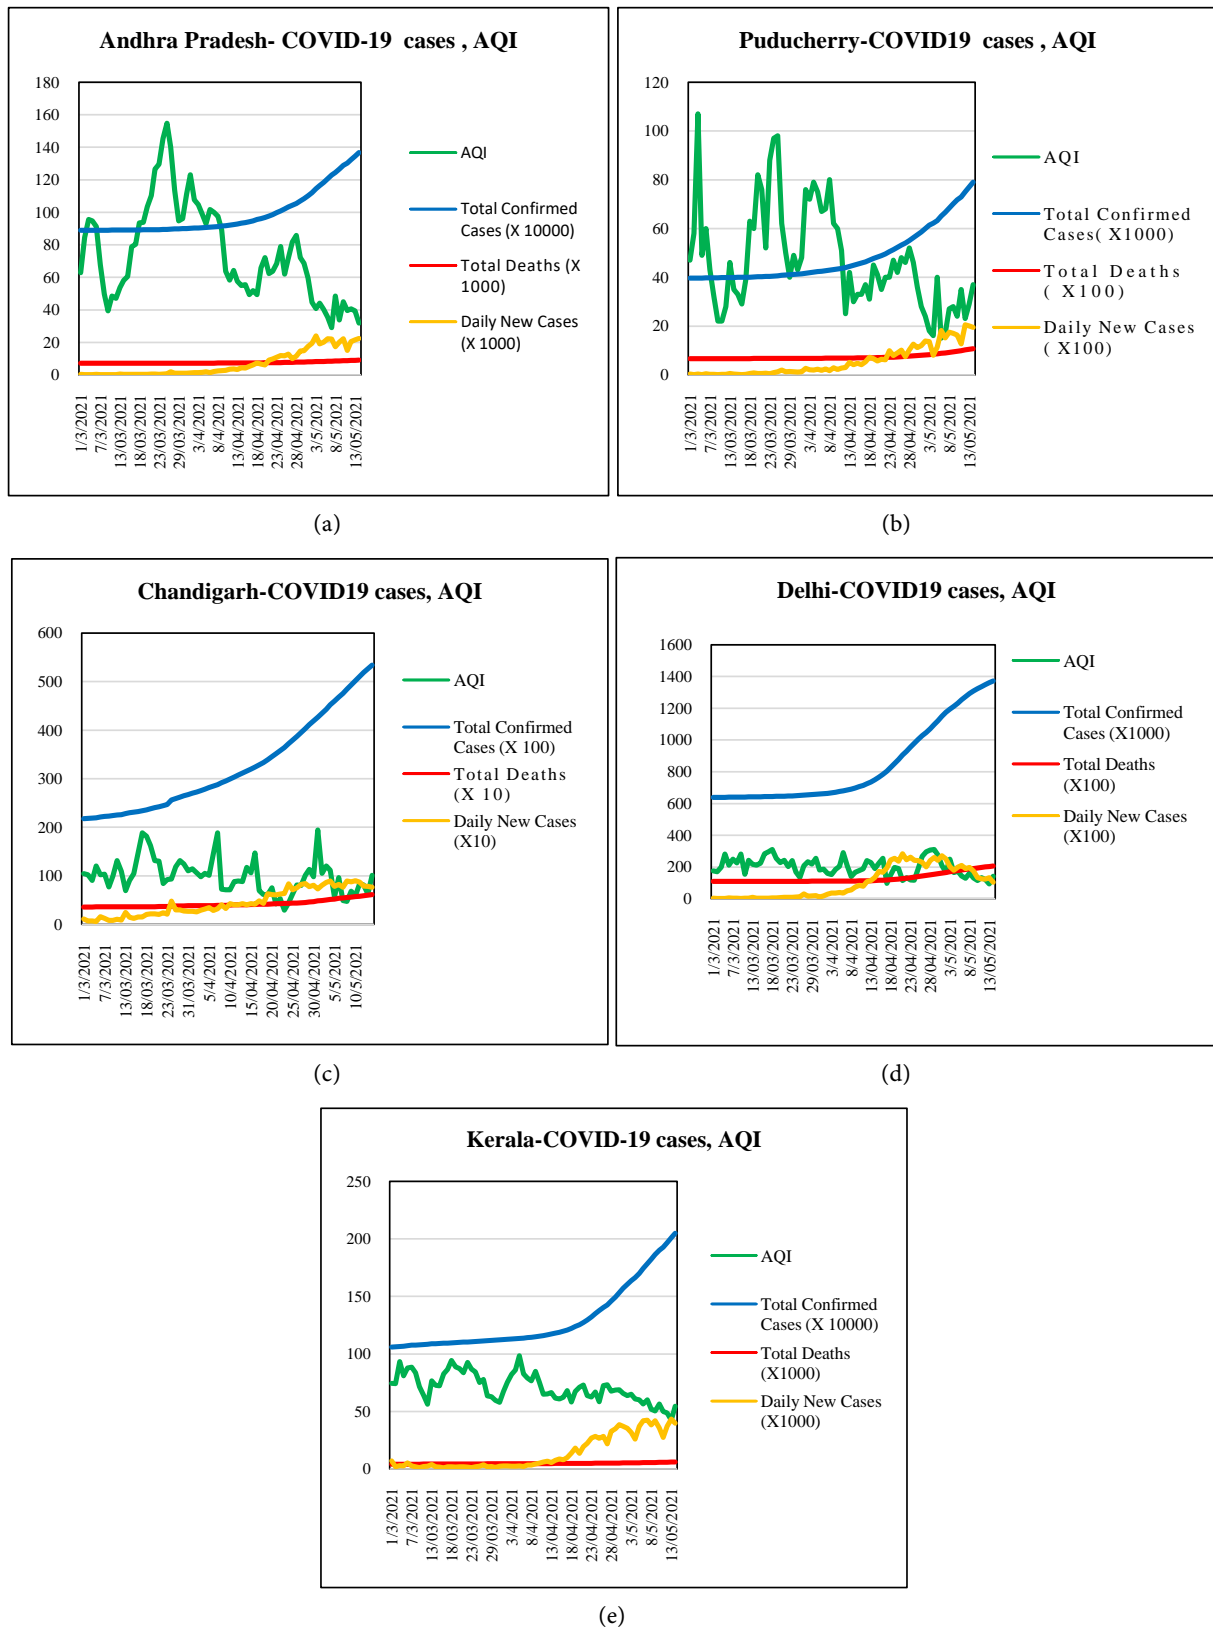 Andhra Pradesh- COVID-19 cases , AQI
180
160
140
120
100
80
60
40
20
0
1/3/2021
7/3/2021
13/03/2021
18/03/2021
23/03/2021
29/03/2021
3/4/2021
8/4/2021
13/04/2021
18/04/2021
23/04/2021
28/04/2021
3/5/2021
8/5/2021
13/05/2021
AQI
Total Confirmed
Cases (X 10000)
Total Deaths (X
1000)
Daily New Cases
(X 1000)
(a)
Puducherry-COVID19 cases , AQI
120
100
80
60
40
20
0
1/3/2021
7/3/2021
13/03/2021
18/03/2021
23/03/2021
29/03/2021
3/4/2021
8/4/2021
13/04/2021
18/04/2021
23/04/2021
28/04/2021
3/5/2021
8/5/2021
13/05/2021
AQI
Total Confirmed
Cases( X1000)
Total Deaths
( X100)
Daily New Cases
( X100)
(b)
Chandigarh-COVID19 cases, AQI
600
500
400
300
200
100
0
1/3/2021
7/3/2021
13/03/2021
18/03/2021
23/03/2021
31/03/2021
5/4/2021
10/4/2021
15/04/2021
20/04/2021
25/04/2021
30/04/2021
5/5/2021
10/5/2021
AQI
Total Confirmed
Cases (X 100)
Total Deaths
(X 10)
Daily New Cases
(X10)
(c)
Delhi-COVID19 cases, AQI
1600
1400
1200
1000
800
600
400
200
0
1/3/2021
7/3/2021
13/03/2021
18/03/2021
23/03/2021
29/03/2021
3/4/2021
8/4/2021
13/04/2021
18/04/2021
23/04/2021
28/04/2021
3/5/2021
8/5/2021
13/05/2021
AQI
Total Confirmed
Cases (X1000)
Total Deaths
(X100)
Daily New Cases
(X100)
(d)
Kerala-COVID-19 cases, AQI
250
200
150
100
50
0
1/3/2021
7/3/2021
13/03/2021
18/03/2021
23/03/2021
29/03/2021
3/4/2021
8/4/2021
13/04/2021
18/04/2021
23/04/2021
28/04/2021
3/5/2021
8/5/2021
13/05/2021
AQI
Total Confirmed
Cases (X 10000)
Total Deaths
(X1000)
Daily New Cases
(X1000)
(e)